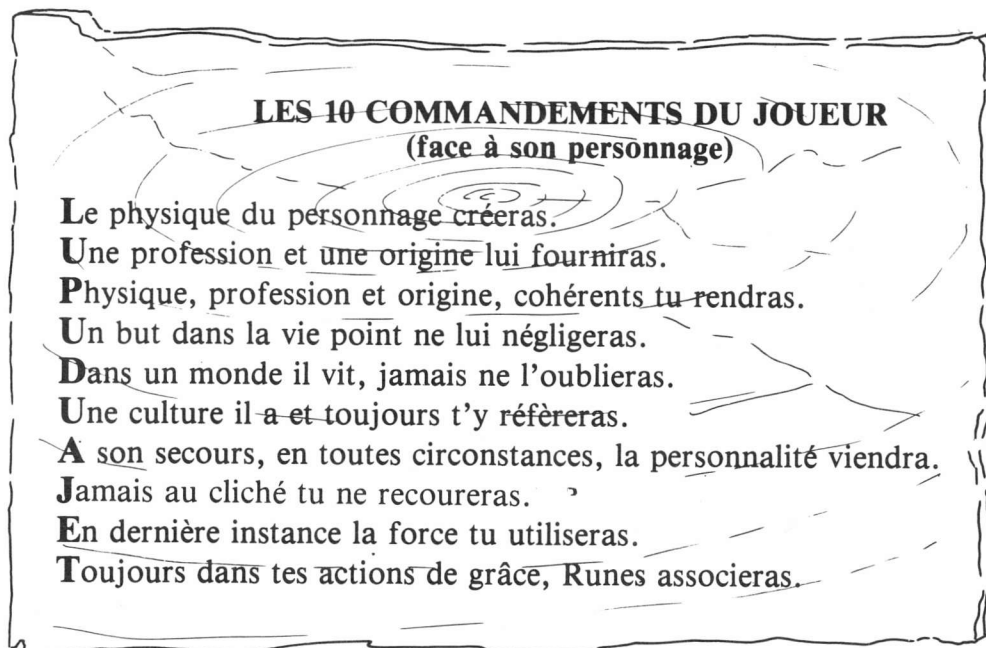 LES 10 COMMANDEMENTS DU JOUEUR
(face à son personnage)
Le physique du personnage créeras.
Une profession et une origine lui fourniras.
Physique, profession et origine, cohérents tu rendras.
Un but dans la vie point ne lui négligeras.
Dans un monde il vit, jamais ne l'oublieras.
Une culture il a et toujours t'y réfèreras.
A son secours, en toutes circonstances, la personnalité viendra.
Jamais au cliché tu ne recoureras.
En dernière instance la force tu utiliseras.
Toujours dans tes actions de grâce, Runes associeras.